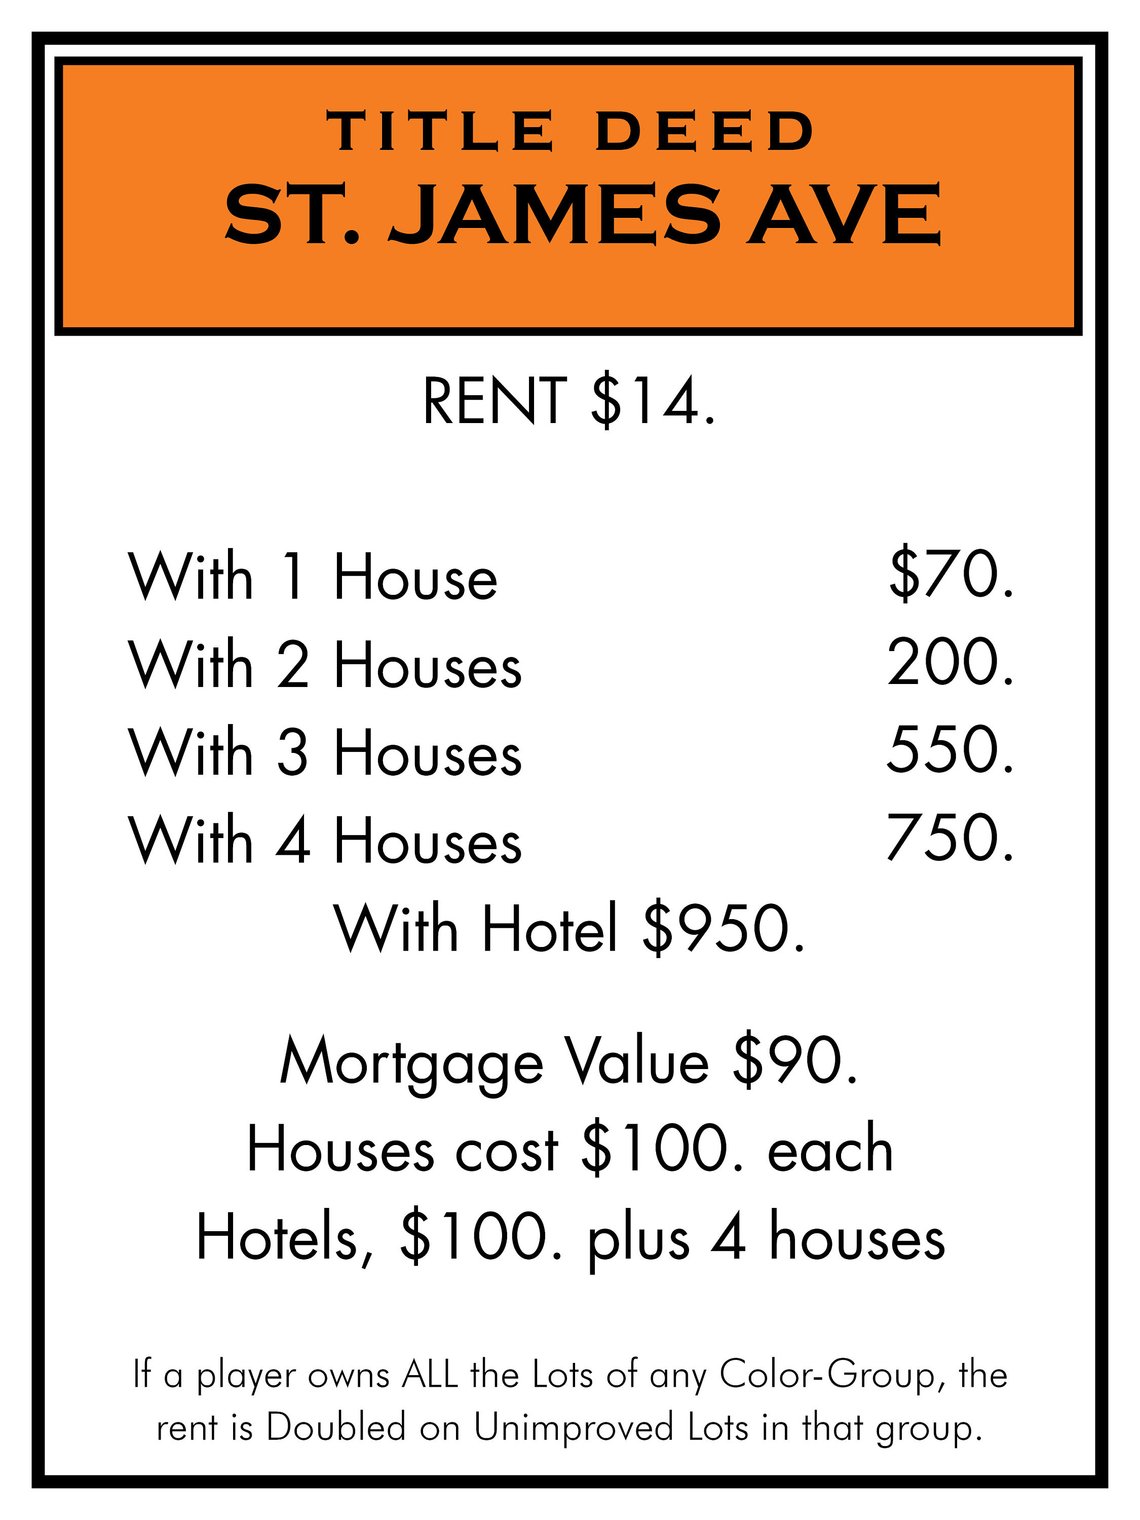 TITLE DEED
ST. JAMES AVE
RENT $14.
With 1 House $70.
With 2 Houses 200.
With 3 Houses 550.
With 4 Houses 750.
With Hotel $950.
Mortgage Value $90.
Houses cost $100. each
Hotels, $100. plus 4 houses
If a player owns ALL the Lots of any Color-Group, the
rent is Doubled on Unimproved Lots in that group.